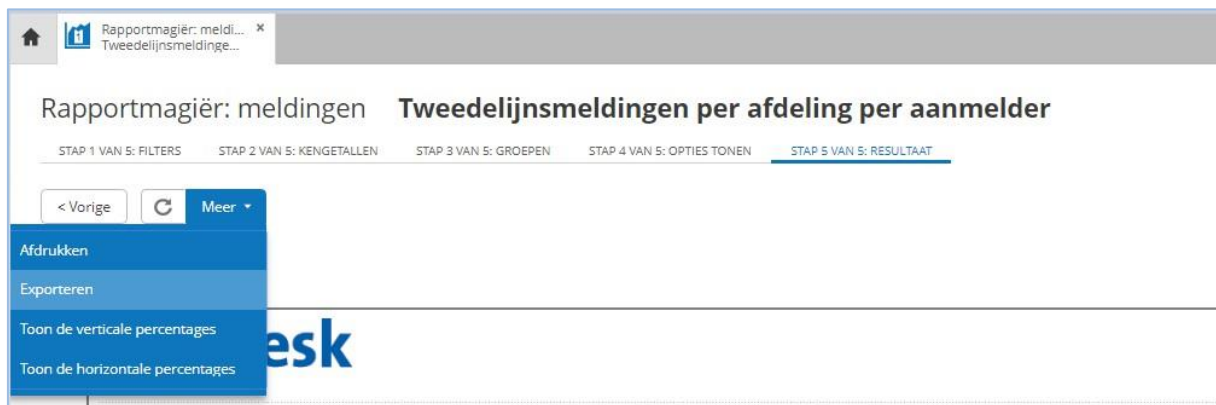 Rapportmagiër: meldi...
Tweedelijnsmeldinge...
Rapportmagiër: meldingen Tweedelijnsmeldingen per afdeling per aanmelder
STAP 1 VAN 5: FILTERS STAP 2 VAN 5: KENGETALLEN STAP 3 VAN 5: GROEPEN STAP 4 VAN 5: OPTIES TONEN STAP 5 VAN 5: RESULTAAT
< Vorige Meer
Afdrukken
Exporteren
Toon de verticale percentages
esk
Toon de horizontale percentages